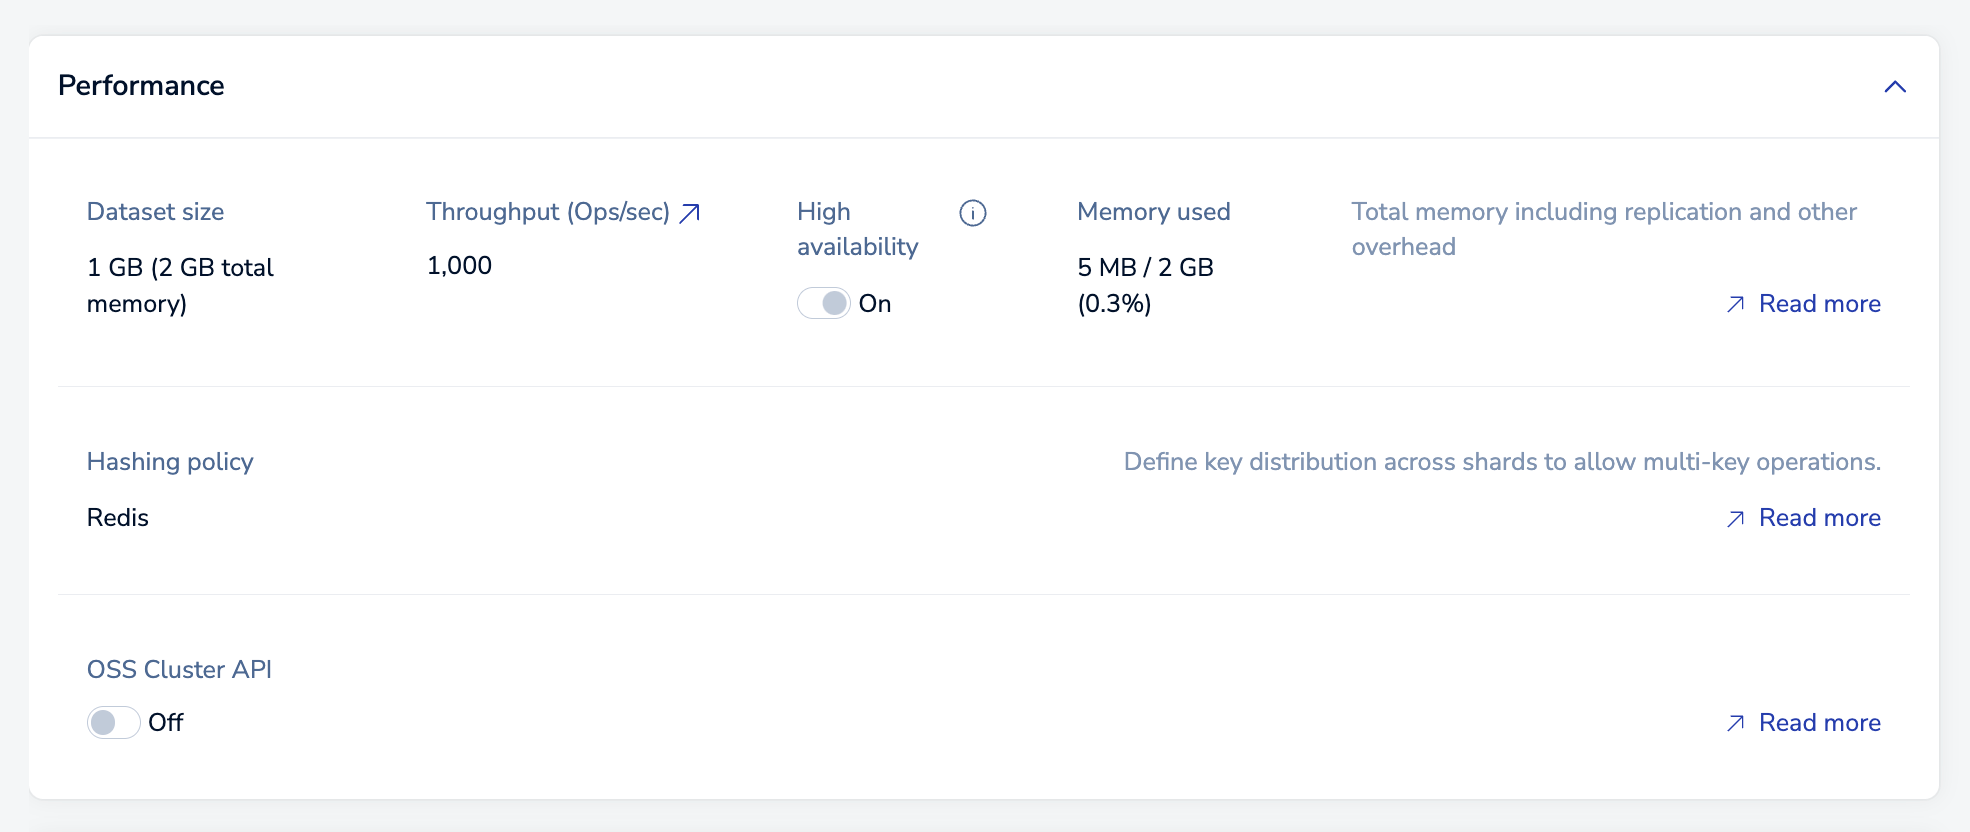 Performance
Dataset size
1 GB (2 GB total
memory)
Throughput (Ops/sec)
1,000
High
availability
On
Memory used
5 MB / 2 GB
(0.3%)
Total memory including replication and other
overhead
Read more
Hashing policy
Redis
Define key distribution across shards to allow multi-key operations.
Read more
OSS Cluster API
Off
Read more